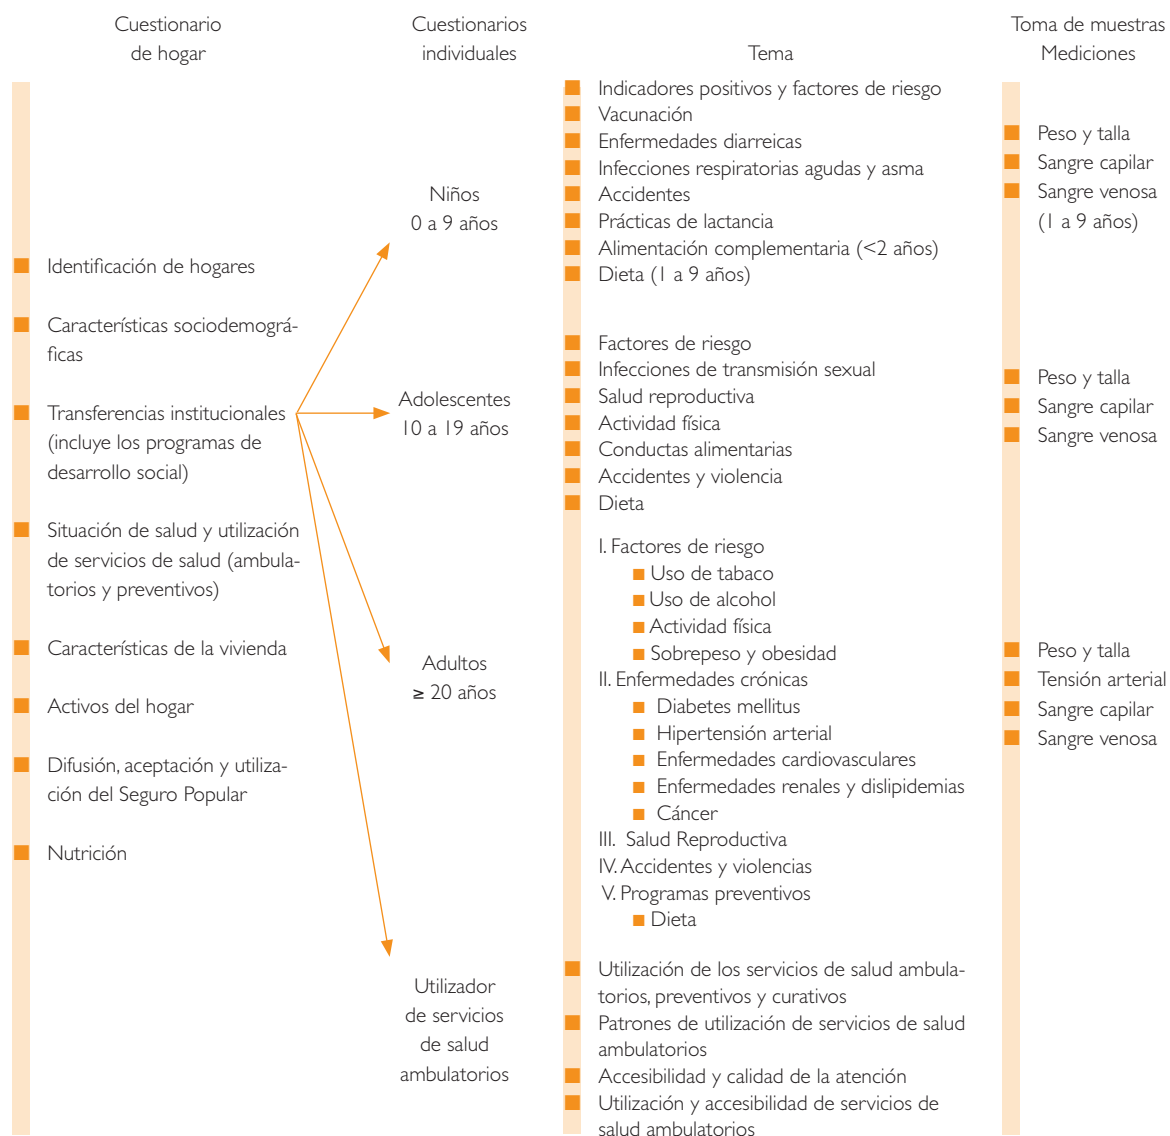 Cuestionario
de hogar
Identificación de hogares
Características sociodemográ-
ficas
Transferencias institucionales
(incluye los programas de
desarrollo social)
Situación de salud y utilización
de servicios de salud (ambula-
torios y preventivos)
Características de la vivienda
Activos del hogar
Difusión, aceptación y utiliza-
ción del Seguro Popular
Nutrición
Cuestionarios
individuales
Niños
0 a 9 años
Adolescentes
10 a 19 años
Adultos
≥ 20 años
Utilizador
de servicios
de salud
ambulatorios
Tema
Indicadores positivos y factores de riesgo
Vacunación
Enfermedades diarreicas
Infecciones respiratorias agudas y asma
Accidentes
Prácticas de lactancia
Alimentación complementaria (<2 años)
Dieta (1 a 9 años)
Factores de riesgo
Infecciones de transmisión sexual
Salud reproductiva
Actividad física
Conductas alimentarias
Accidentes y violencia
Dieta
I. Factores de riesgo
Uso de tabaco
Uso de alcohol
Actividad física
Sobrepeso y obesidad
II. Enfermedades crónicas
Diabetes mellitus
Hipertensión arterial
Enfermedades cardiovasculares
Enfermedades renales y dislipidemias
Cáncer
III. Salud Reproductiva
IV. Accidentes y violencias
V. Programas preventivos
Dieta
Utilización de los servicios de salud ambula-
torios, preventivos y curativos
Patrones de utilización de servicios de salud
ambulatorios
Accesibilidad y calidad de la atención
Utilización y accesibilidad de servicios de
salud ambulatorios
Toma de muestras
Mediciones
Peso y talla
Sangre capilar
Sangre venosa
(1 a 9 años)
Peso y talla
Sangre capilar
Sangre venosa
Peso y talla
Tensión arterial
Sangre capilar
Sangre venosa